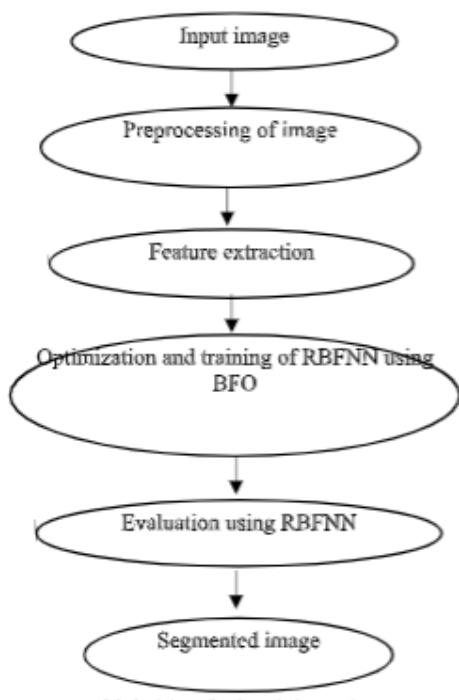 Input image
Preprocessing of image
Feature extraction
Optimization and training of RBFNN using
BFO
Evaluation using RBFNN
Segmented image